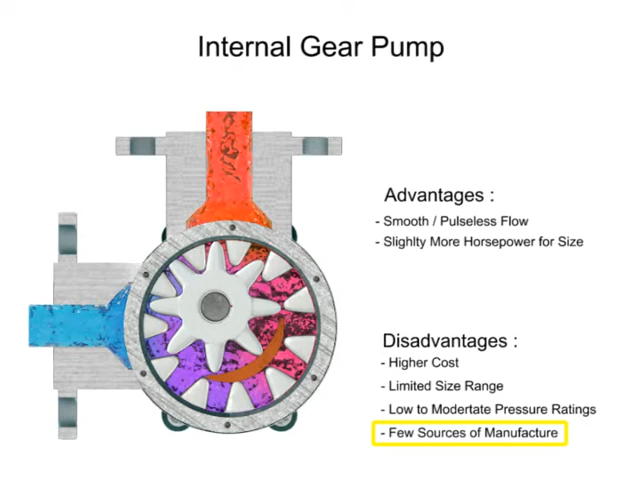 Internal Gear Pump
Advantages :
- Smooth / Pulseless Flow
- Slighlty More Horsepower for Size
Disadvantages :
- Higher Cost
- Limited Size Range
- Low to Modertate Pressure Ratings
- Few Sources of Manufacture